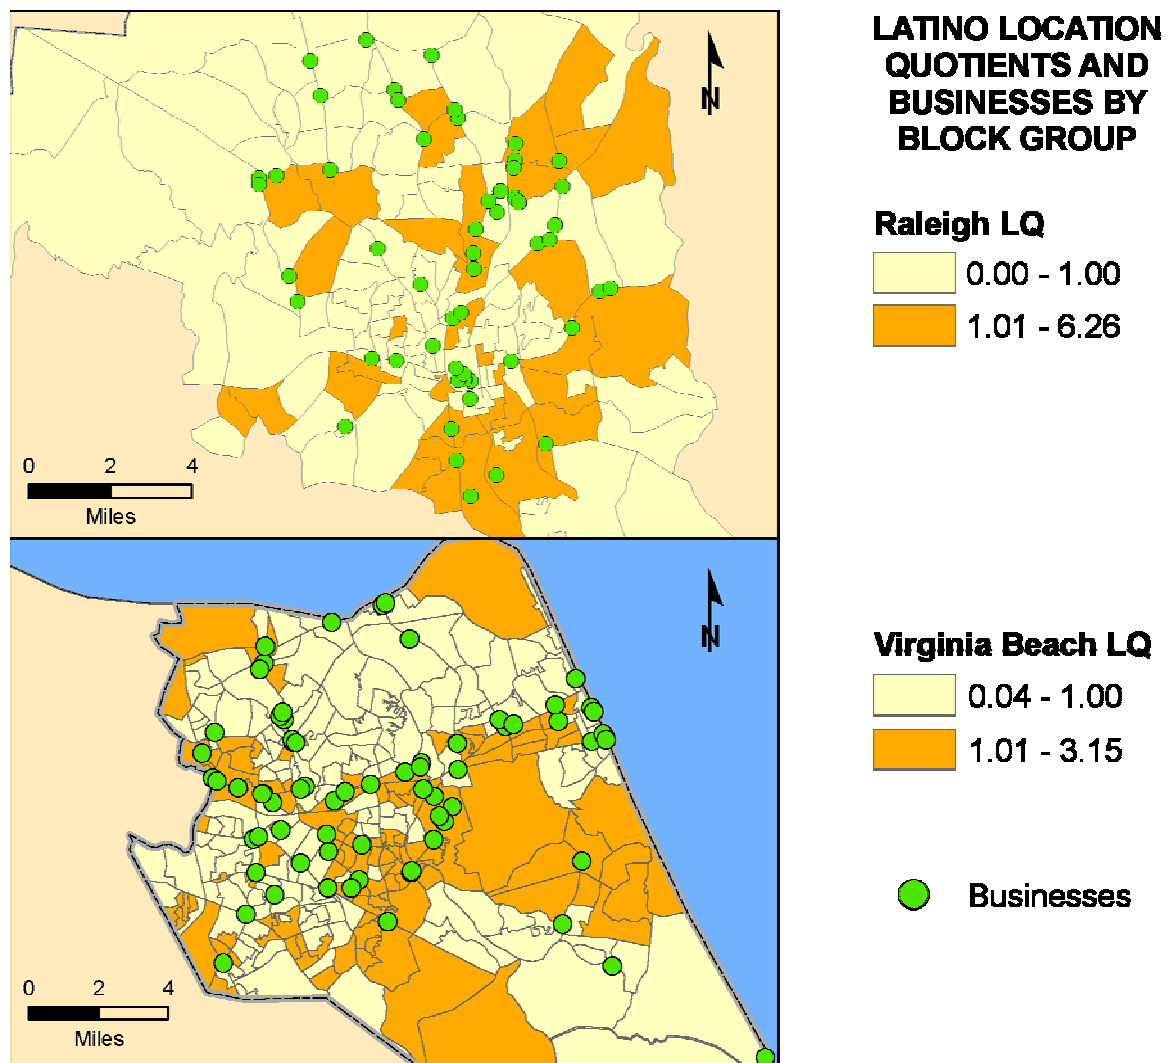 LATINO LOCATION
QUOTIENTS AND
BUSINESSES BY
BLOCK GROUP
N
Raleigh LQ
0.00 - 1.00
1.01 - 6.26
0 2 4
Miles
N
Virginia Beach LQ
0.04 - 1.00
1.01 - 3.15
Businesses
0 2 4
Miles